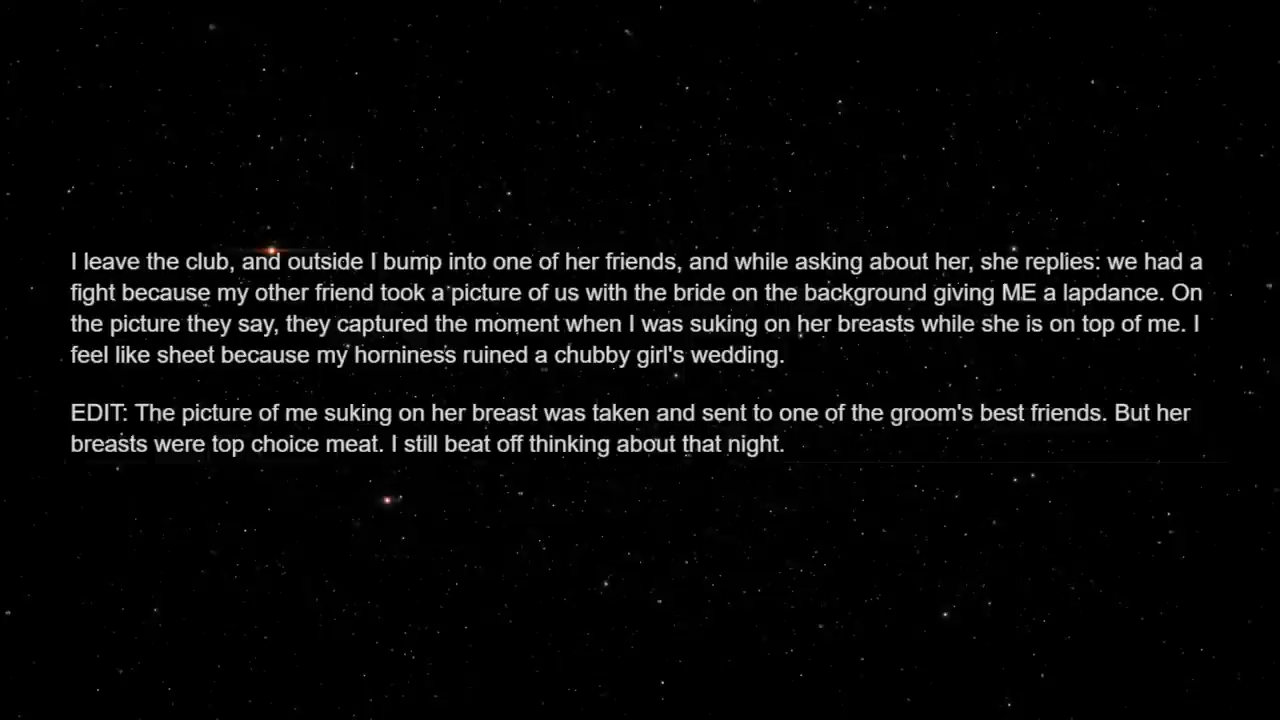 I leave the club, and outside I bump into one of her friends, and while asking about her, she replies: we had a
fight because my other friend took a picture of us with the bride on the background giving ME a lapdance. On
the picture they say, they captured the moment when I was suking on her breasts while she is on top of me. I
feel like sheet because my horniness ruined a chubby girl's wedding.
EDIT: The picture of me suking on her breast was taken and sent to one of the groom's best friends. But her
breasts were top choice meat. I still beat off thinking about that night.